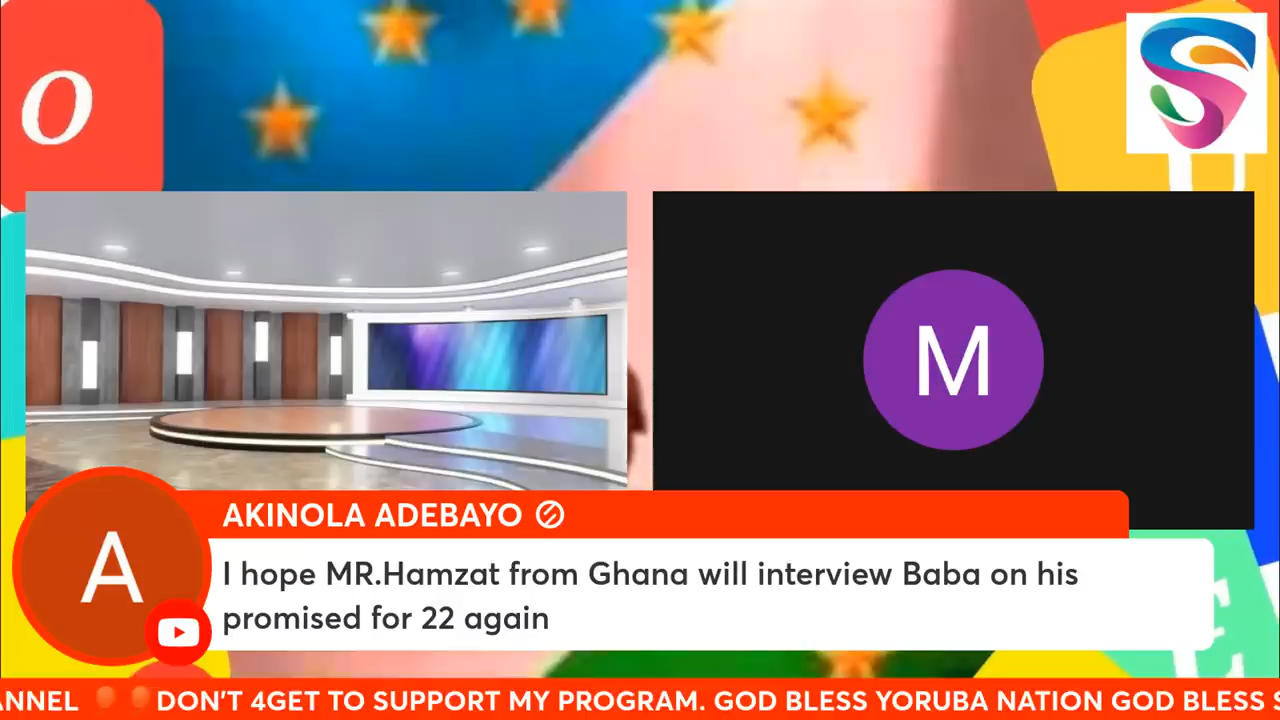 O
M
A
AKINOLA ADEBAYO
I hope MR.Hamzat from Ghana will interview Baba on his
promised for 22 again
ANNEL DON'T 4GET TO SUPPORT MY PROGRAM. GOD BLESS YORUBA NATION GOD BLESS S